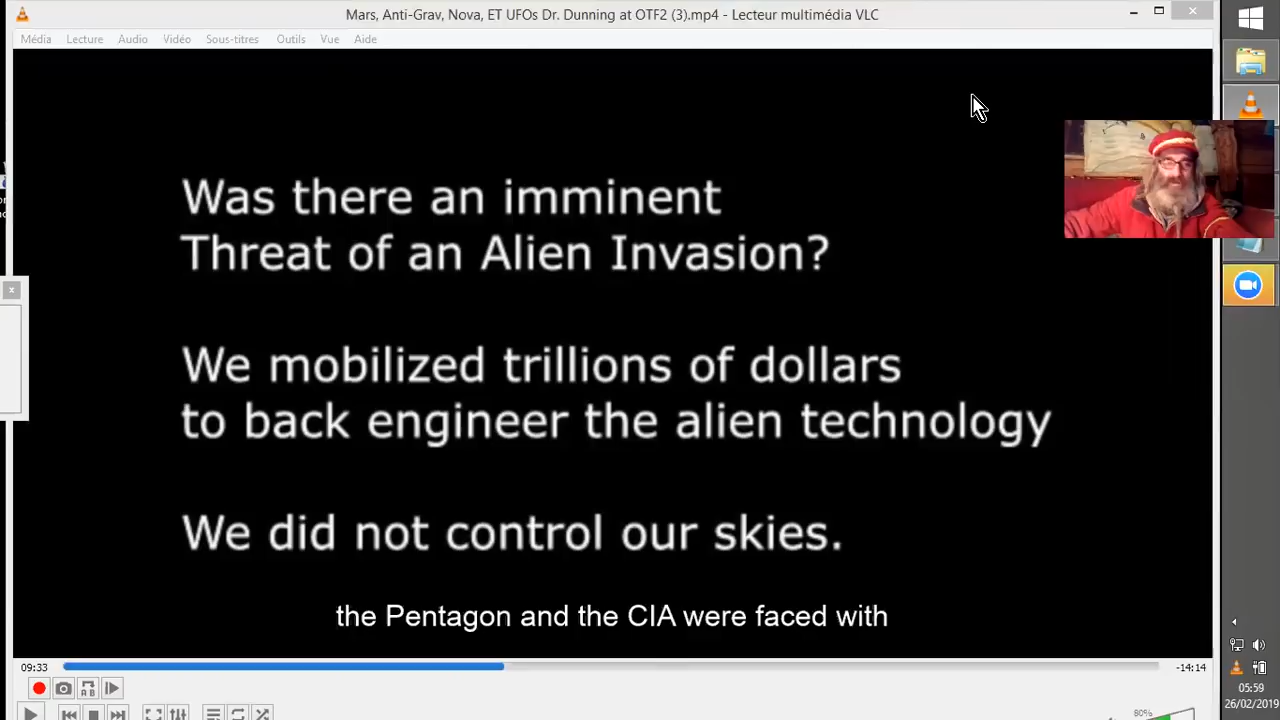 Mars, Anti-Grav, Nova, ET UFOs Dr. Dunning at OTF2 (3).mp4 - Lecteur multimédia VLC
Média Lecture Audio Vidéo Sous-titres Outils Vue Aide
Was there an imminent
Threat of an Alien Invasion?
We mobilized trillions of dollars
to back engineer the alien technology
We did not control our skies.
the Pentagon and the CIA were faced with
09:33
-14:14
80%
05:59
26/02/2019